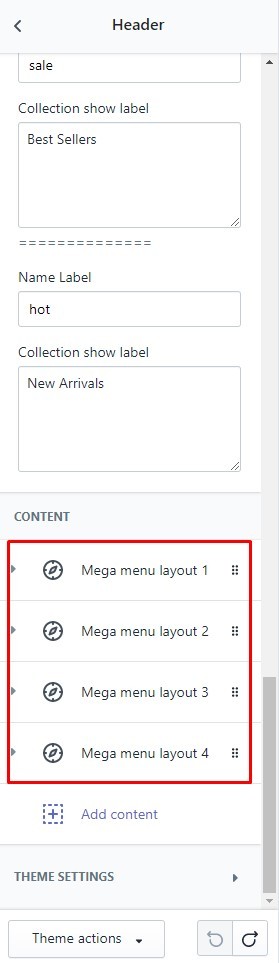 Header
sale
Collection show label
Best Sellers
==============
Name Label
hot
Collection show label
New Arrivals
CONTENT
Mega menu layout 1
Mega menu layout 2
Mega menu layout 3
Mega menu layout 4
Add content
THEME SETTINGS
Theme actions